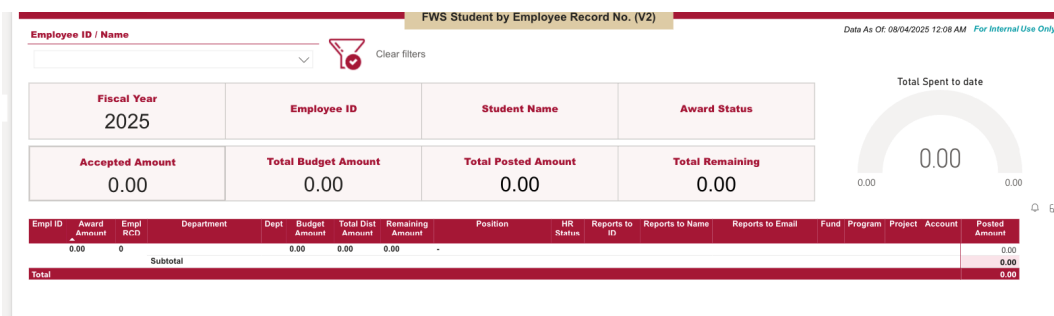 FWS Student by Employee Record No. (V2)
Data As Of: 08/04/2025 12:08 AM For Internal Use Only
Employee ID / Name
Clear filters
Total Spent to date
0.00
0.00 0.00
Fiscal Year
2025
Employee ID
Student Name
Award Status
Accepted Amount
0.00
Total Budget Amount
0.00
Total Posted Amount
0.00
Total Remaining
0.00
Empl ID Award Amount Empl RCD Department Dept Budget Amount Total Dist Amount Remaining Amount Position HR Status Reports to ID Reports to Name Reports to Email Fund Program Project Account Posted Amount
0.00 0 0.00 0.00 0.00 - 0.00
Subtotal 0.00
Total 0.00